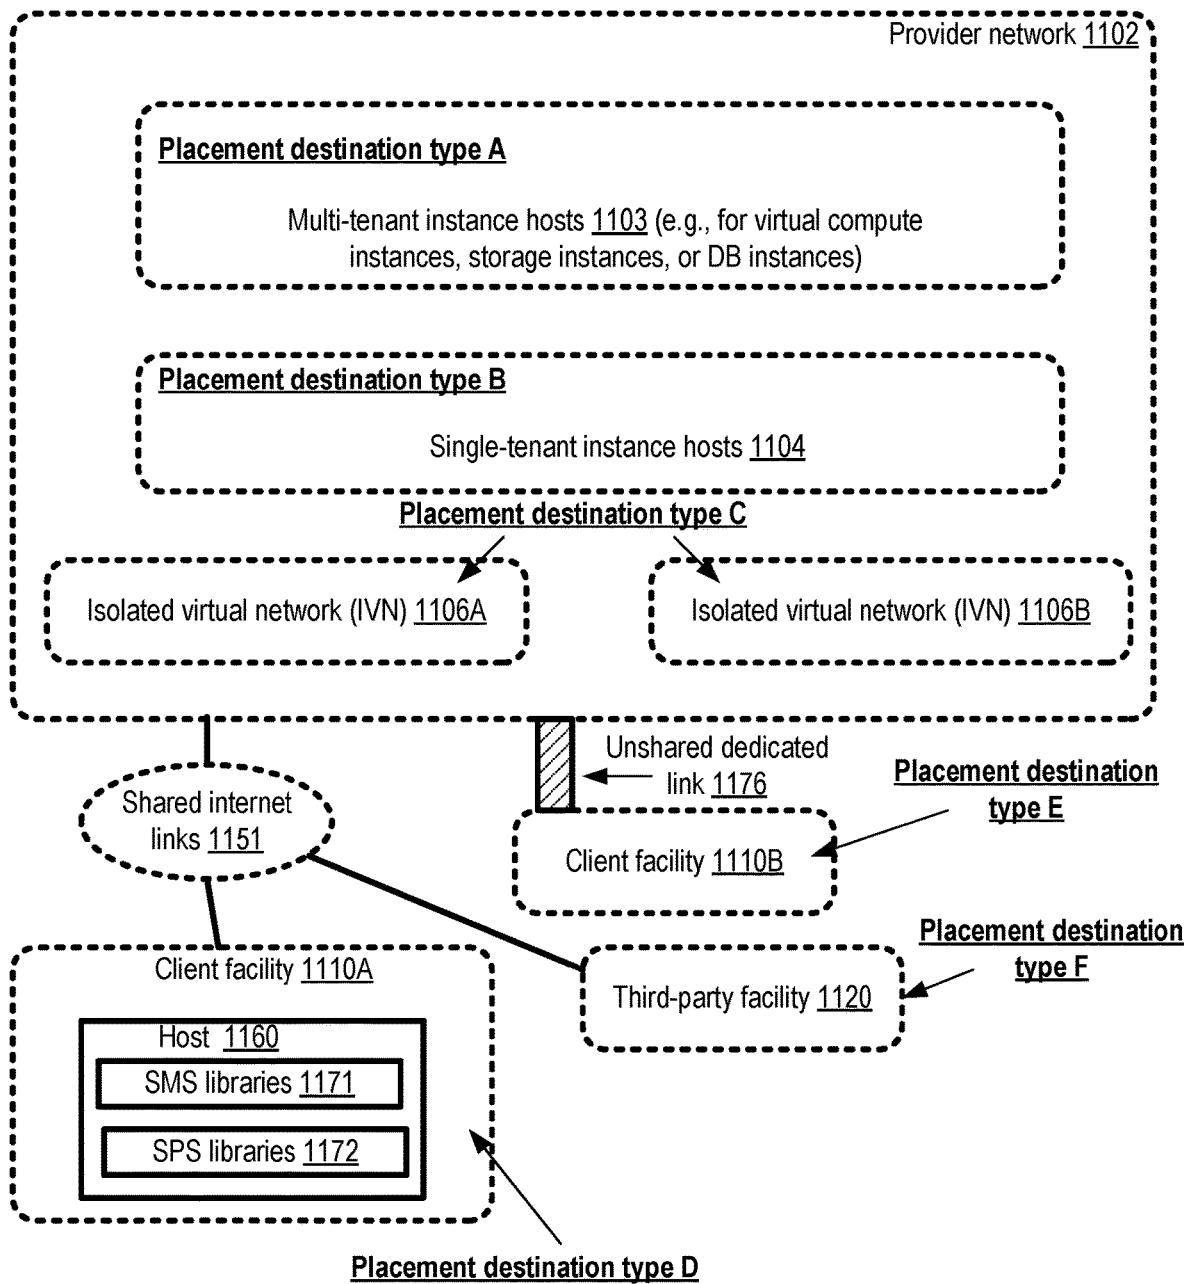 Provider network 1102
Placement destination type A
Multi-tenant instance hosts 1103 (e.g., for virtual compute
instances, storage instances, or DB instances)
Placement destination type B
Single-tenant instance hosts 1104
Placement destination type C
Isolated virtual network (IVN) 1106A
Isolated virtual network (IVN) 1106B
Unshared dedicated
link 1176
Placement destination
type E
Shared internet
links 1151
Client facility 1110B
Placement destination
type F
Client facility 1110A
Third-party facility 1120
Host 1160
SMS libraries 1171
SPS libraries 1172
Placement destination type D